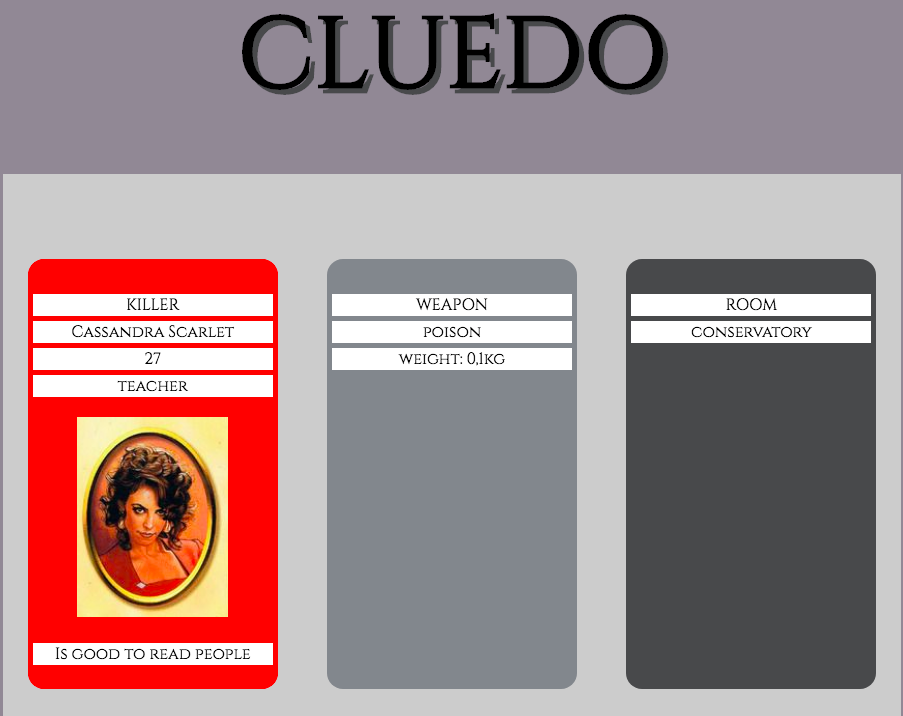 CLUEDO
KILLER
Cassandra Scarlet
27
teacher
Is good to read people
WEAPON
poison
weight: 0,1kg
ROOM
conservatory